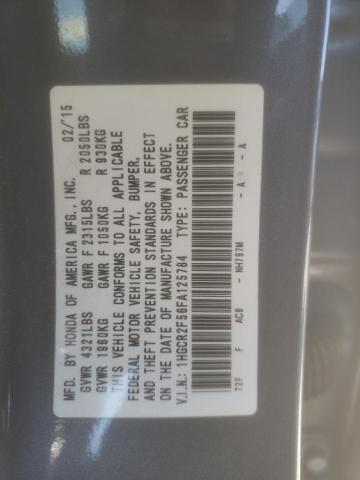 MFD. BY HONDA OF AMERICA MFG., INC. 02/'15
GVWR 4321LBS GAWR F 2315LBS R 2050LBS
GVWR 1960KG GAWR F 1050KG R 930KG
THIS VEHICLE CONFORMS TO ALL APPLICABLE
FEDERAL MOTOR VEHICLE SAFETY, BUMPER,
AND THEFT PREVENTION STANDARDS IN EFFECT
ON THE DATE OF MANUFACTURE SHOWN ABOVE.
V.I.N.: 1HGCR2F56FA125784 TYPE: PASSENGER CAR
T2F F AC9 - NH797M - A - A